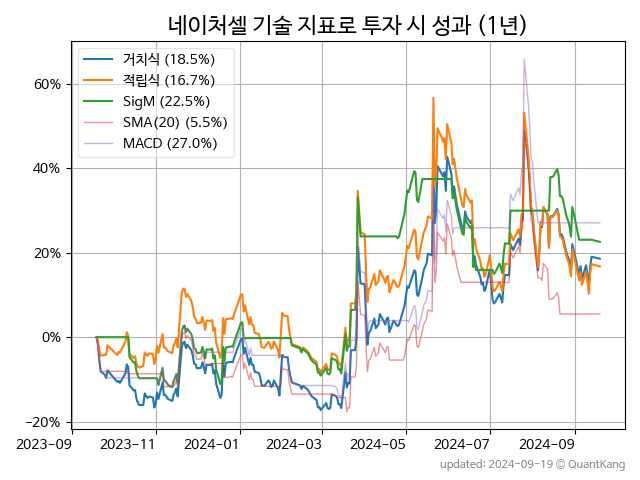 네이처셀 기술 지표로 투자 시 성과 (1년)
거치식 (18.5%)
적립식 (16.7%)
SigM (22.5%)
SMA(20) (5.5%)
MACD (27.0%)
60%
40%
20%
0%
−20%
2023-09 2023-11 2024-01 2024-03 2024-05 2024-07 2024-09
updated: 2024-09-19 @ QuantKang